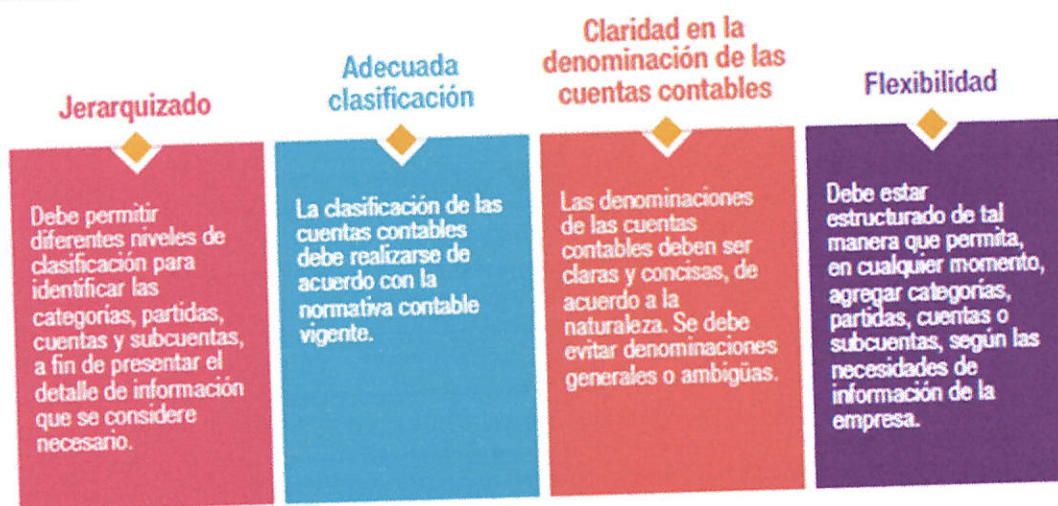 Jerarquizado
Debe permitir
diferentes niveles de
clasificación para
identificar las
categorías, partidas,
cuentas y subcuentas,
a fin de presentar el
detalle de información
que se considere
necesario.
Adecuada
clasificación
La clasificación de las
cuentas contables
debe realizarse de
acuerdo con la
normativa contable
vigente.
Claridad en la
denominación de las
cuentas contables
Las denominaciones
de las cuentas
contables deben ser
claras y concisas, de
acuerdo a la
naturaleza. Se debe
evitar denominaciones
generales o ambigüas.
Flexibilidad
Debe estar
estructurado de tal
manera que permita,
en cualquier momento,
agregar categorías,
partidas, cuentas o
subcuentas, según las
necesidades de
información de la
empresa.